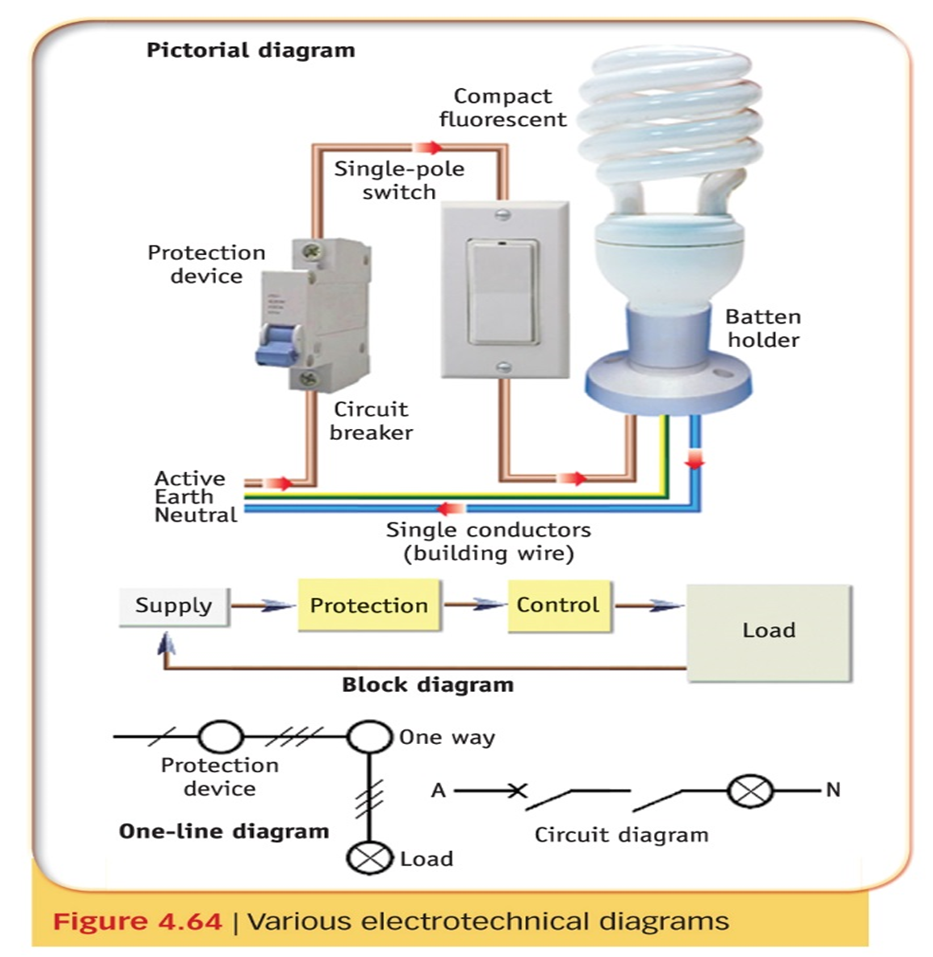 Pictorial diagram
Compact
fluorescent
Single-pole
switch
Protection
device
Batten
holder
Circuit
breaker
Active
Earth
Neutral
Single conductors
(building wire)
Supply
Protection
Control
Load
Block diagram
One way
Protection
device
A
N
One-line diagram
Circuit diagram
Load
Figure 4.64 | Various electrotechnical diagrams